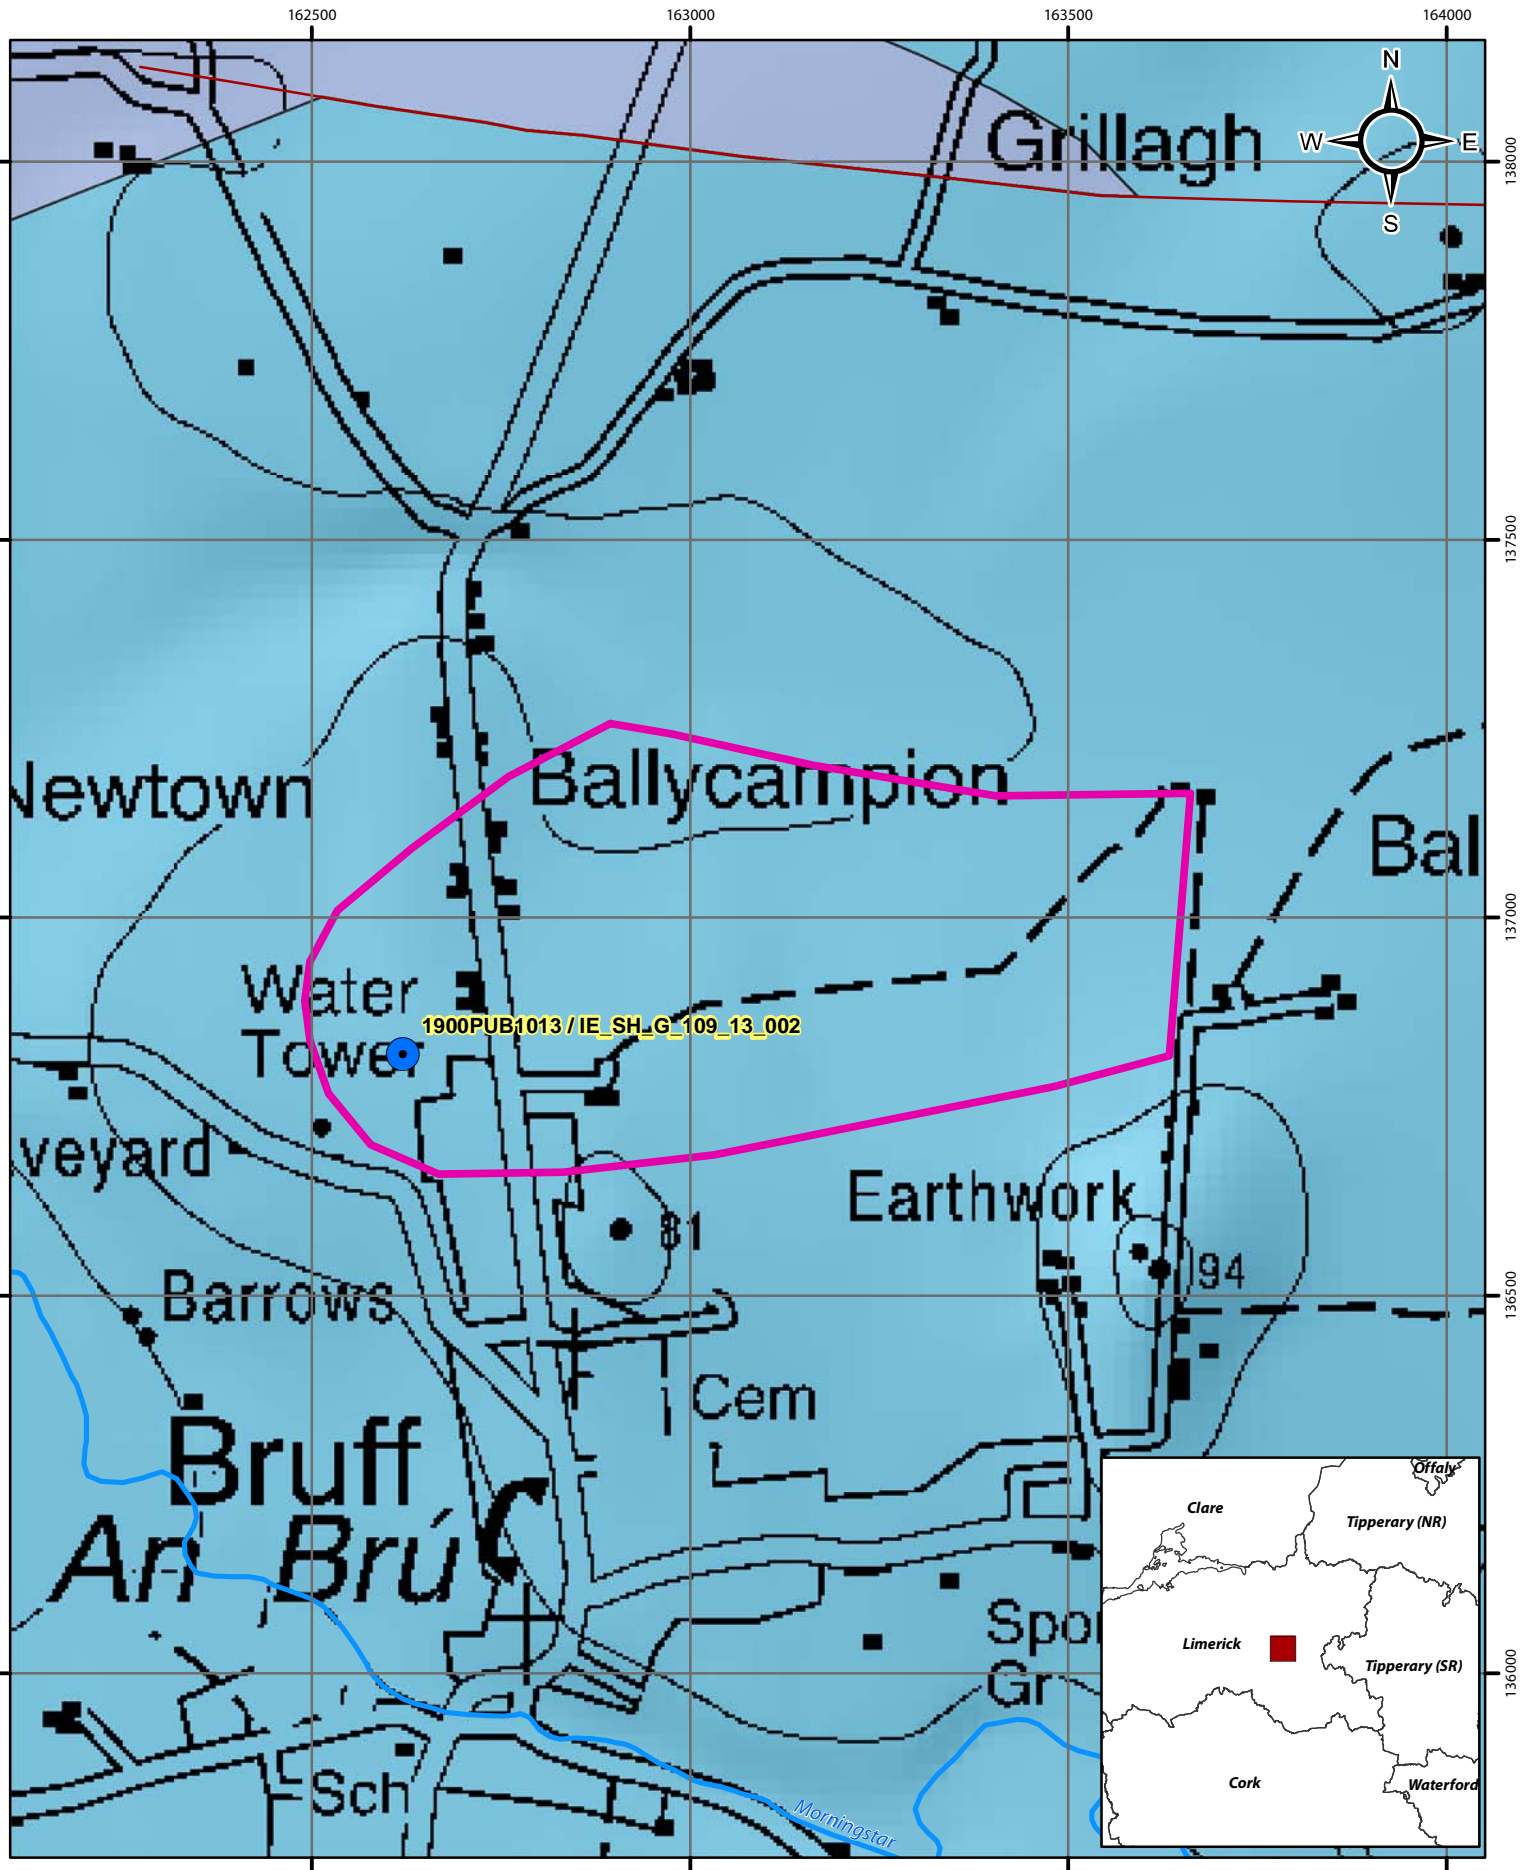 162500 163000 163500 164000
N
W E
S
Grillagh
138000
137500
Newtown
Ballycampion
Bal
137000
Water
Tower
1900PUB1013 / IE_SH_G_109_13_002
veyard
Earthwork
81
94
Barrows
136500
Cem
Bruff
An Brú
Spor
Gr
136000
Sch
Morningstar
Offaly
Clare
Tipperary (NR)
Limerick
Tipperary (SR)
Cork
Waterford